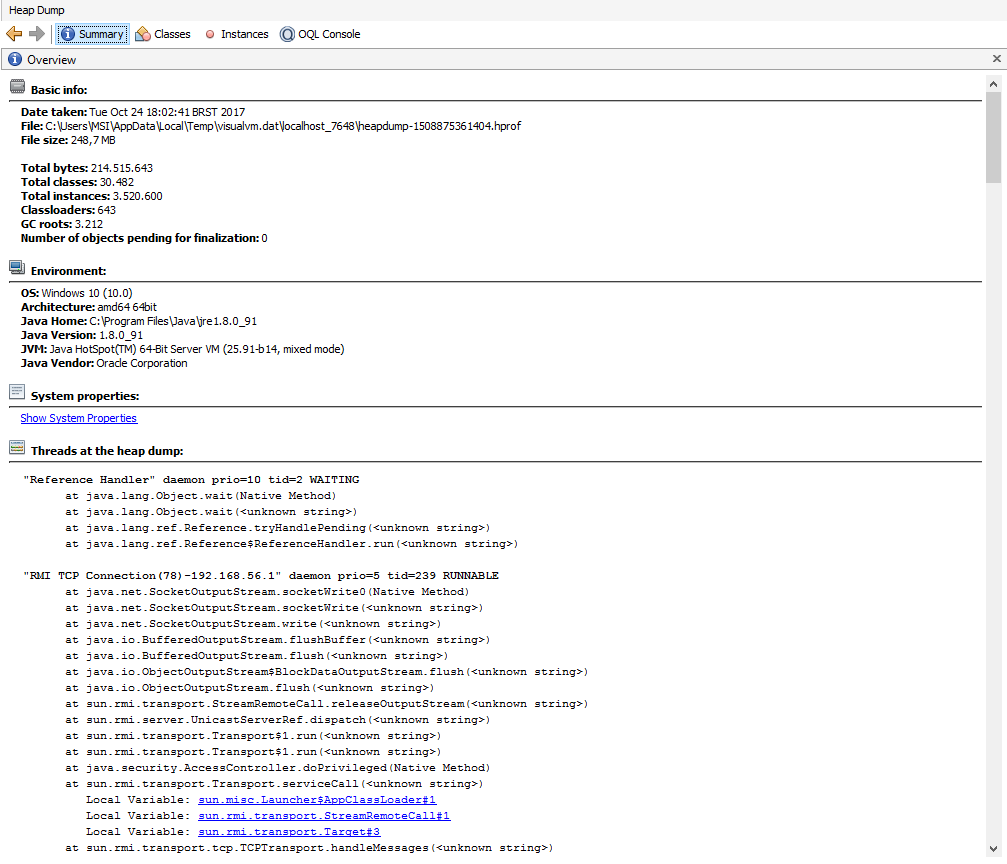 Heap Dump
Summary Classes Instances OQL Console
Overview
Basic info:
Date taken: Tue Oct 24 18:02:41 BRST 2017
File: C:\Users\MSI\AppData\Local\Temp\visualvm.dat\localhost_7648\heapdump-1508875361404.hprof
File size: 248,7 MB
Total bytes: 214.515.643
Total classes: 30.482
Total instances: 3.520.600
Classloaders: 643
GC roots: 3.212
Number of objects pending for finalization: 0
Environment:
OS: Windows 10 (10.0)
Architecture: amd64 64bit
Java Home: C:\Program Files\Java\jre1.8.0_91
Java Version: 1.8.0_91
JVM: Java HotSpot(TM) 64-Bit Server VM (25.91-b14, mixed mode)
Java Vendor: Oracle Corporation
System properties:
Show System Properties
Threads at the heap dump:
"Reference Handler" daemon prio=10 tid=2 WAITING
at java.lang.Object.wait(Native Method)
at java.lang.Object.wait(<unknown string>)
at java.lang.ref.Reference.tryHandlePending(<unknown string>)
at java.lang.ref.Reference$ReferenceHandler.run(<unknown string>)
"RMI TCP Connection(78)-192.168.56.1" daemon prio=5 tid=239 RUNNABLE
at java.net.SocketOutputStream.socketWrite0(Native Method)
at java.net.SocketOutputStream.socketWrite(<unknown string>)
at java.net.SocketOutputStream.write(<unknown string>)
at java.io.BufferedOutputStream.flushBuffer(<unknown string>)
at java.io.BufferedOutputStream.flush(<unknown string>)
at java.io.ObjectOutputStream$BlockDataOutputStream.flush(<unknown string>)
at java.io.ObjectOutputStream.flush(<unknown string>)
at sun.rmi.transport.StreamRemoteCall.releaseOutputStream(<unknown string>)
at sun.rmi.server.UnicastServerRef.dispatch(<unknown string>)
at sun.rmi.transport.Transport$1.run(<unknown string>)
at sun.rmi.transport.Transport$1.run(<unknown string>)
at java.security.AccessController.doPrivileged(Native Method)
at sun.rmi.transport.Transport.serviceCall(<unknown string>)
Local Variable: sun.misc.Launcher$AppClassLoader#1
Local Variable: sun.rmi.transport.StreamRemoteCall#1
Local Variable: sun.rmi.transport.Target#3
at sun.rmi.transport.tcp.TCPTransport.handleMessages(<unknown string>)